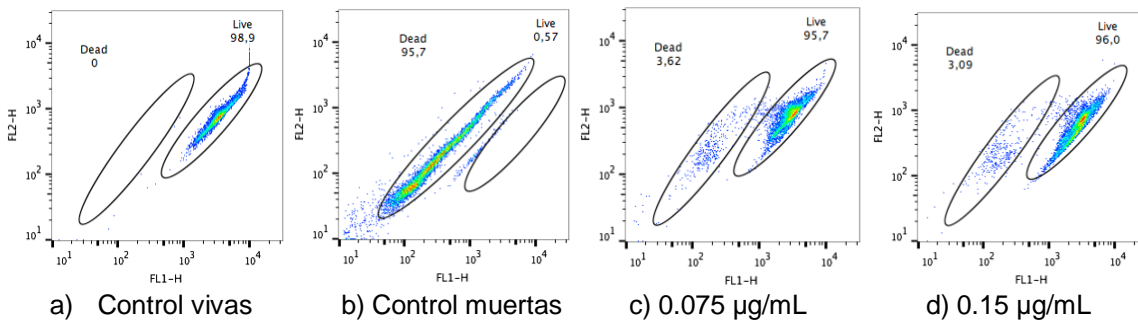 10⁴
10³
10²
10¹
FL2-H
Dead
0
Live
98,9
10¹ 10² 10³ 10⁴
FL1-H
a) Control vivas
10⁴
10³
10²
10¹
FL2-H
Dead
95,7
Live
0,57
10¹ 10² 10³ 10⁴
FL1-H
b) Control muertas
10⁴
10³
10²
10¹
FL2-H
Dead
3,62
Live
95,7
10¹ 10² 10³ 10⁴
FL1-H
c) 0.075 µg/mL
10⁴
10³
10²
10¹
FL2-H
Dead
3,09
Live
96,0
10¹ 10² 10³ 10⁴
FL1-H
d) 0.15 µg/mL